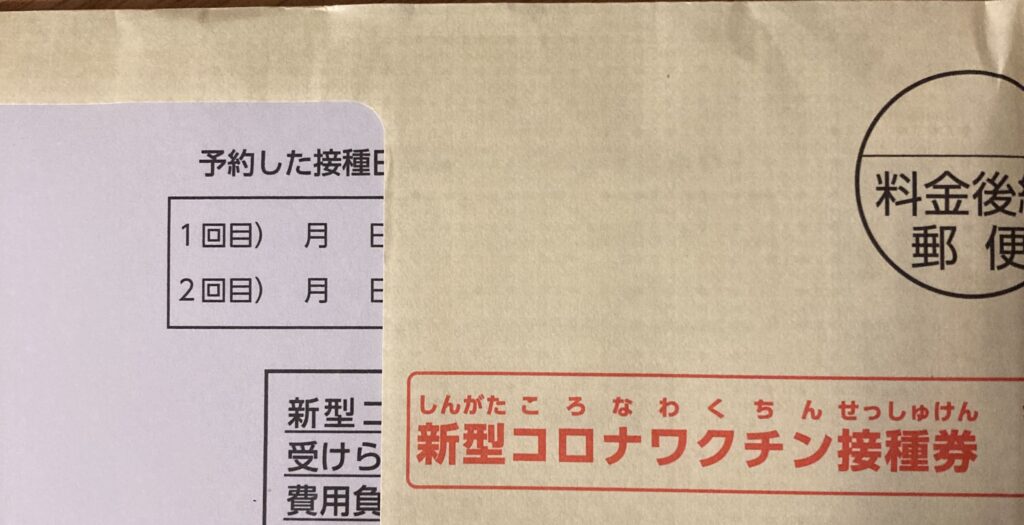 予約した接種日
1回目) 月 日
2回目) 月 日
新型コ
受けら
費用負
料金後納
郵便
しんがたころなわくちんせっしゅけん
新型コロナワクチン接種券